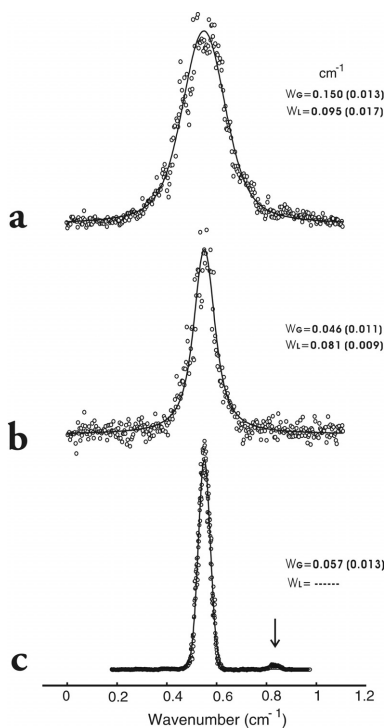 cm-1
WG=0.150 (0.013)
WL=0.095 (0.017)
a
WG=0.046 (0.011)
WL=0.081 (0.009)
b
WG=0.057 (0.013)
WL= ------
c
0 0.2 0.4 0.6 0.8 1 1.2
Wavenumber (cm-1)